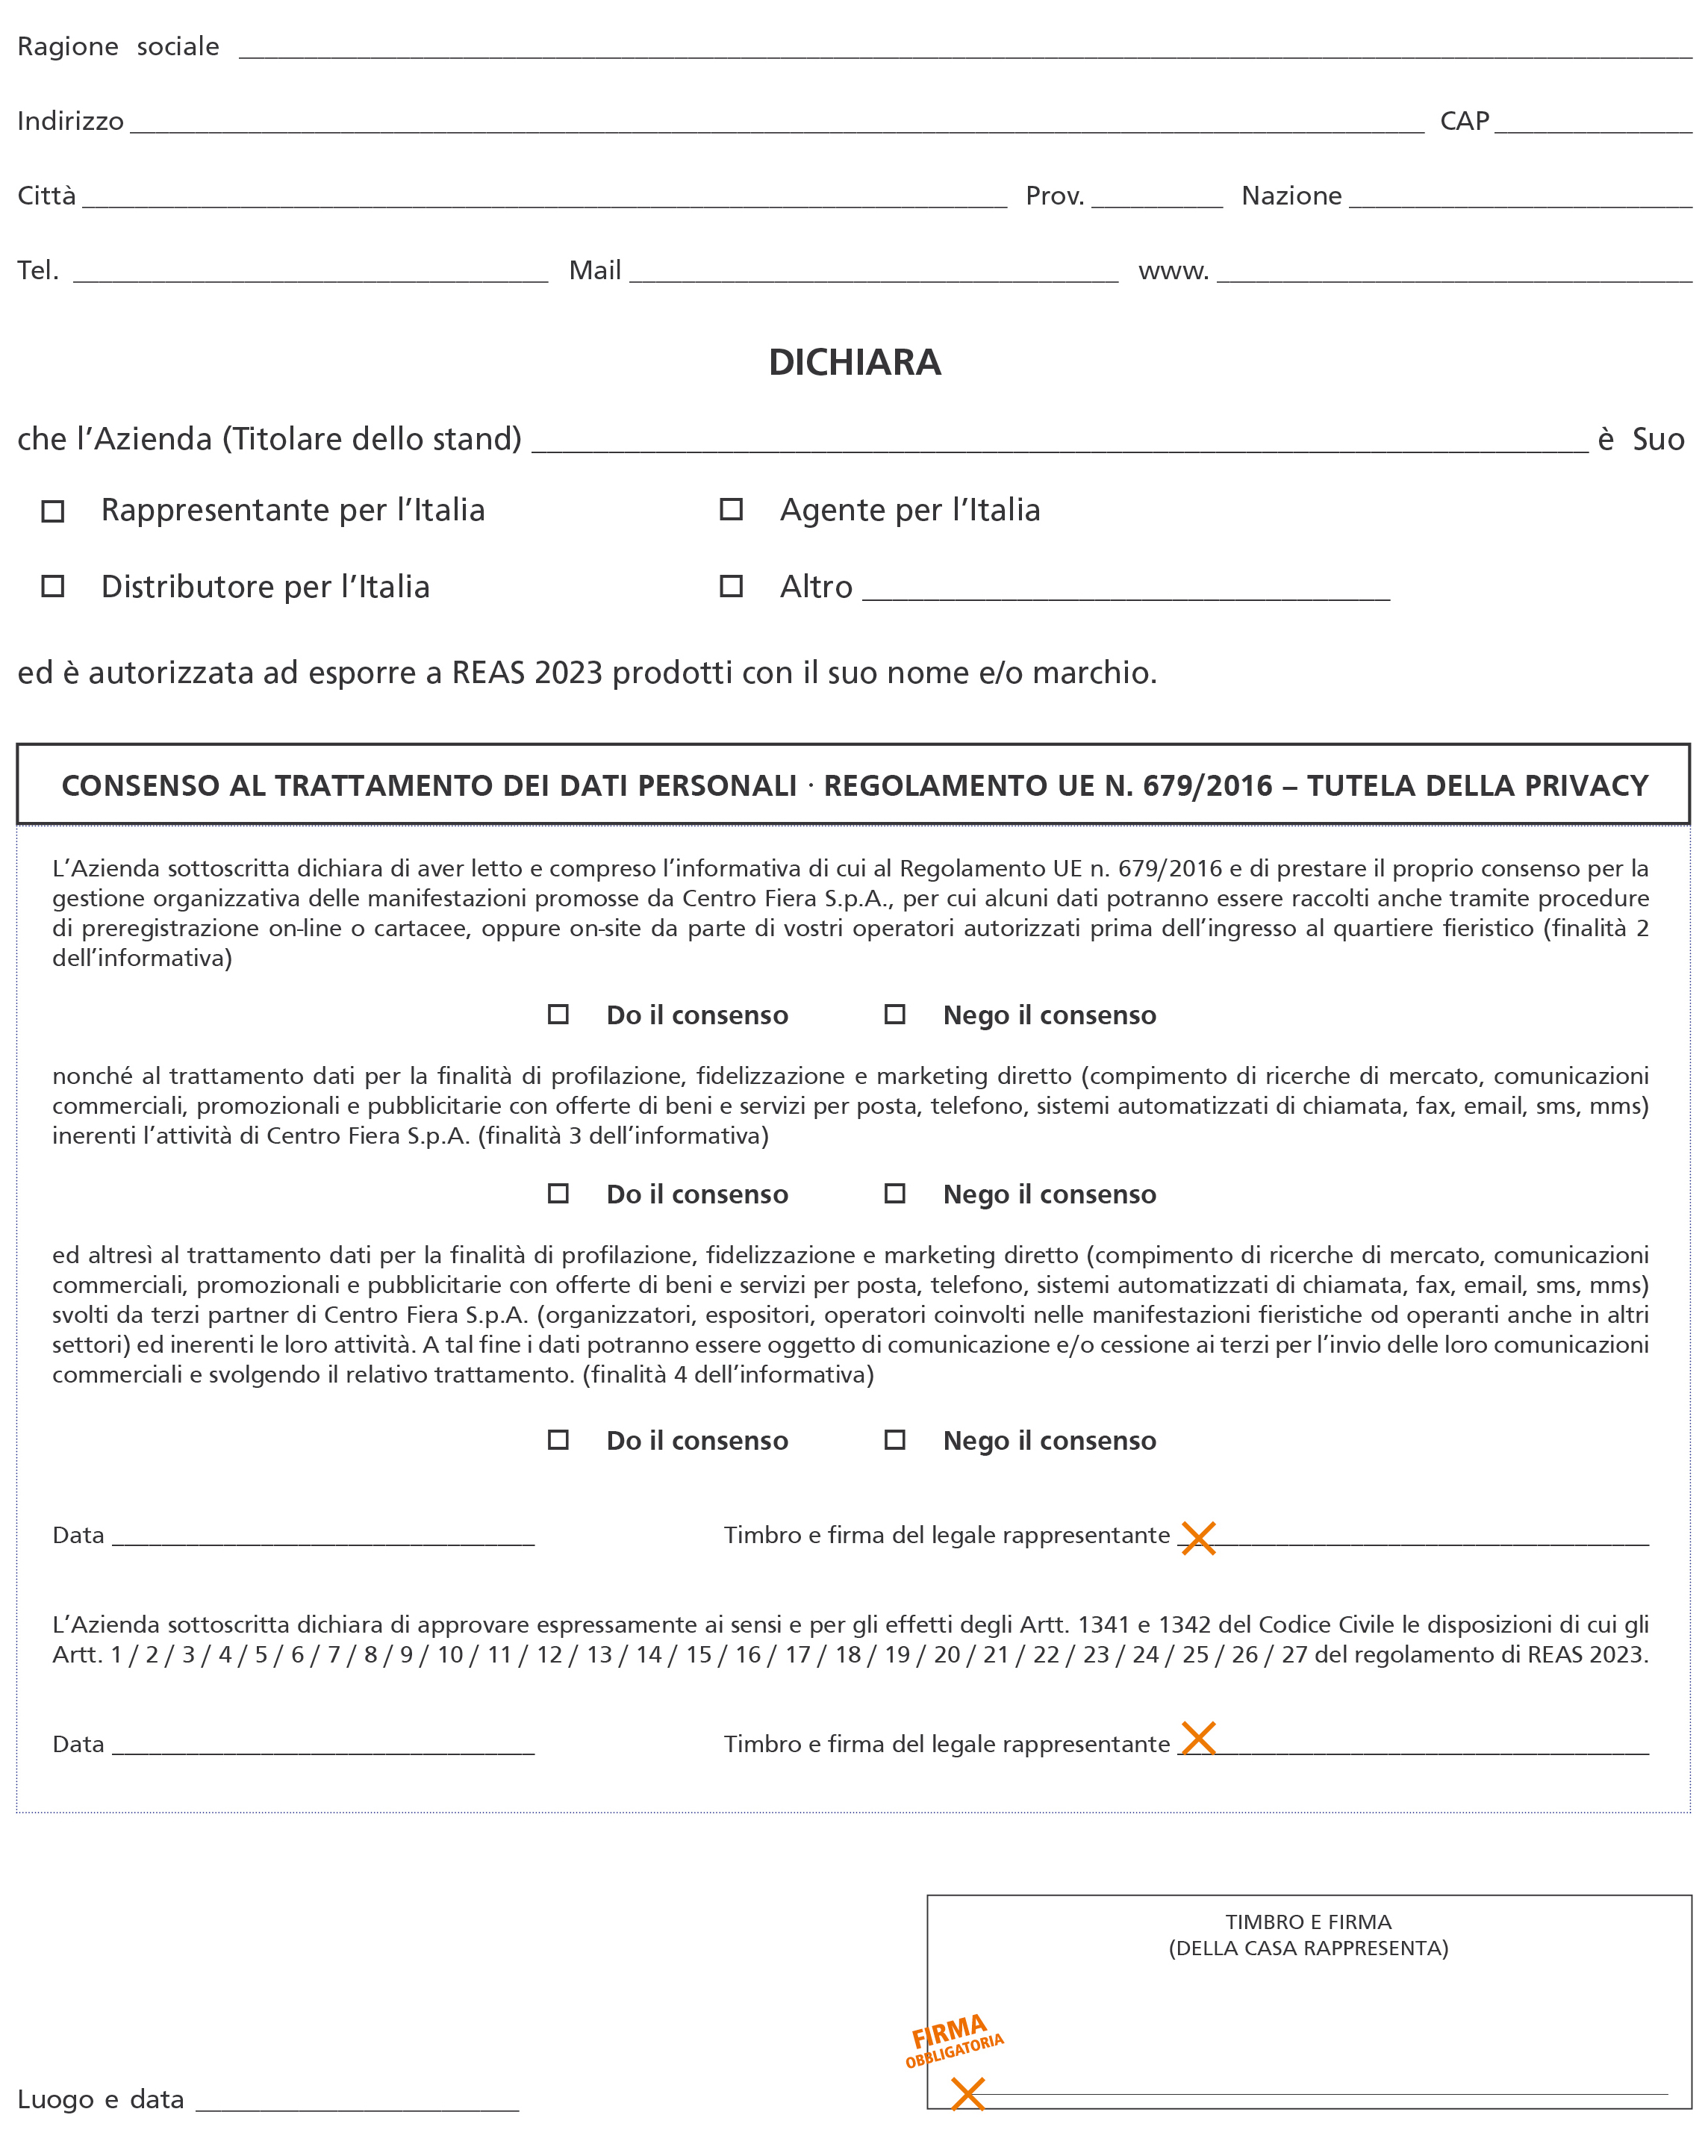 Ragione sociale
Indirizzo CAP
Città Prov. Nazione
Tel. Mail www.
DICHIARA
che l’Azienda (Titolare dello stand) è Suo
Rappresentante per l’Italia Agente per l’Italia
Distributore per l’Italia Altro
ed è autorizzata ad esporre a REAS 2023 prodotti con il suo nome e/o marchio.
CONSENSO AL TRATTAMENTO DEI DATI PERSONALI · REGOLAMENTO UE N. 679/2016 – TUTELA DELLA PRIVACY
L’Azienda sottoscritta dichiara di aver letto e compreso l’informativa di cui al Regolamento UE n. 679/2016 e di prestare il proprio consenso per la
gestione organizzativa delle manifestazioni promosse da Centro Fiera S.p.A., per cui alcuni dati potranno essere raccolti anche tramite procedure
di preregistrazione on-line o cartacee, oppure on-site da parte di vostri operatori autorizzati prima dell’ingresso al quartiere fieristico (finalità 2
dell’informativa)
Do il consenso Nego il consenso
nonché al trattamento dati per la finalità di profilazione, fidelizzazione e marketing diretto (compimento di ricerche di mercato, comunicazioni
commerciali, promozionali e pubblicitarie con offerte di beni e servizi per posta, telefono, sistemi automatizzati di chiamata, fax, email, sms, mms)
inerenti l’attività di Centro Fiera S.p.A. (finalità 3 dell’informativa)
Do il consenso Nego il consenso
ed altresì al trattamento dati per la finalità di profilazione, fidelizzazione e marketing diretto (compimento di ricerche di mercato, comunicazioni
commerciali, promozionali e pubblicitarie con offerte di beni e servizi per posta, telefono, sistemi automatizzati di chiamata, fax, email, sms, mms)
svolti da terzi partner di Centro Fiera S.p.A. (organizzatori, espositori, operatori coinvolti nelle manifestazioni fieristiche od operanti anche in altri
settori) ed inerenti le loro attività. A tal fine i dati potranno essere oggetto di comunicazione e/o cessione ai terzi per l’invio delle loro comunicazioni
commerciali e svolgendo il relativo trattamento. (finalità 4 dell’informativa)
Do il consenso Nego il consenso
Data Timbro e firma del legale rappresentante
L’Azienda sottoscritta dichiara di approvare espressamente ai sensi e per gli effetti degli Artt. 1341 e 1342 del Codice Civile le disposizioni di cui gli
Artt. 1 / 2 / 3 / 4 / 5 / 6 / 7 / 8 / 9 / 10 / 11 / 12 / 13 / 14 / 15 / 16 / 17 / 18 / 19 / 20 / 21 / 22 / 23 / 24 / 25 / 26 / 27 del regolamento di REAS 2023.
Data Timbro e firma del legale rappresentante
TIMBRO E FIRMA
(DELLA CASA RAPPRESENTA)
FIRMA
OBBLIGATORIA
Luogo e data